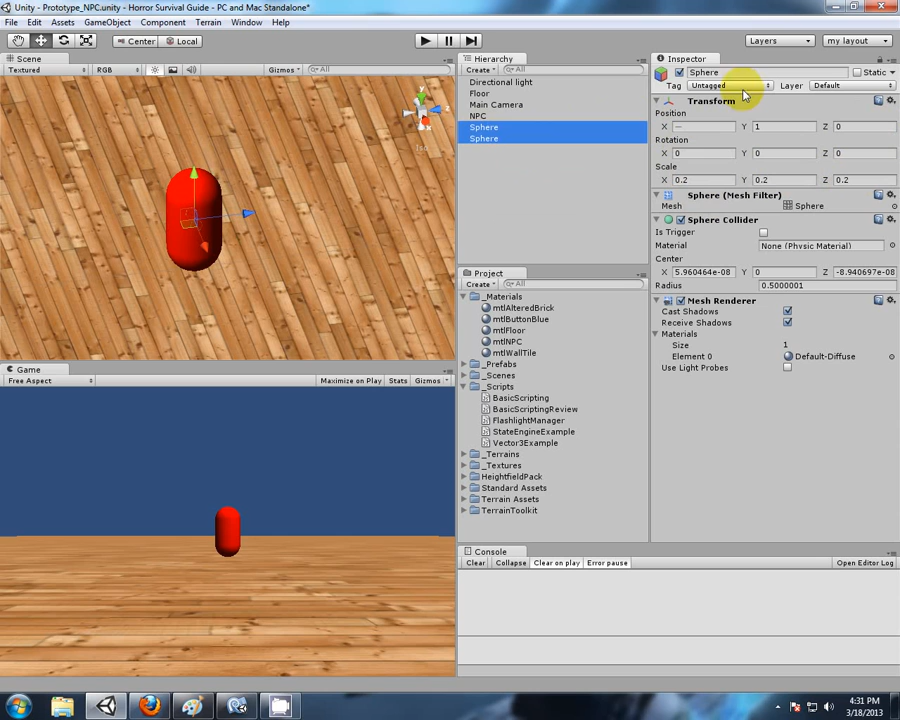 Unity - Prototype_NPC.unity - Horror Survival Guide - PC and Mac Standalone*
File Edit Assets GameObject Component Terrain Window Help
Center Local Layers my layout
Scene
Textured RGB Gizmos All
y
Iso
Game
Free Aspect Maximize on Play Stats Gizmos
Hierarchy
Create All
Directional light
Floor
Main Camera
NPC
Sphere
Sphere
Project
Create All
_Materials
mtlAlteredBrick
mtlButtonBlue
mtlFloor
mtlNPC
mtlWallTile
_Prefabs
_Scenes
_Scripts
BasicScripting
BasicScriptingReview
FlashlightManager
StateEngineExample
Vector3Example
_Terrains
_Textures
HeightfieldPack
Standard Assets
Terrain Assets
TerrainToolkit
Console
Clear Collapse Clear on play Error pause Open Editor Log
Inspector
Sphere Static
Tag Untagged Layer Default
Transform
Position
X — Y 1 Z 0
Rotation
X 0 Y 0 Z 0
Scale
X 0.2 Y 0.2 Z 0.2
Sphere (Mesh Filter)
Mesh Sphere
Sphere Collider
Is Trigger
Material None (Physic Material)
Center
X 5.960464e-08 Y 0 Z -8.940697e-08
Radius 0.5000001
Mesh Renderer
Cast Shadows
Receive Shadows
Materials
Size 1
Element 0 Default-Diffuse
Use Light Probes
4:31 PM
3/18/2013